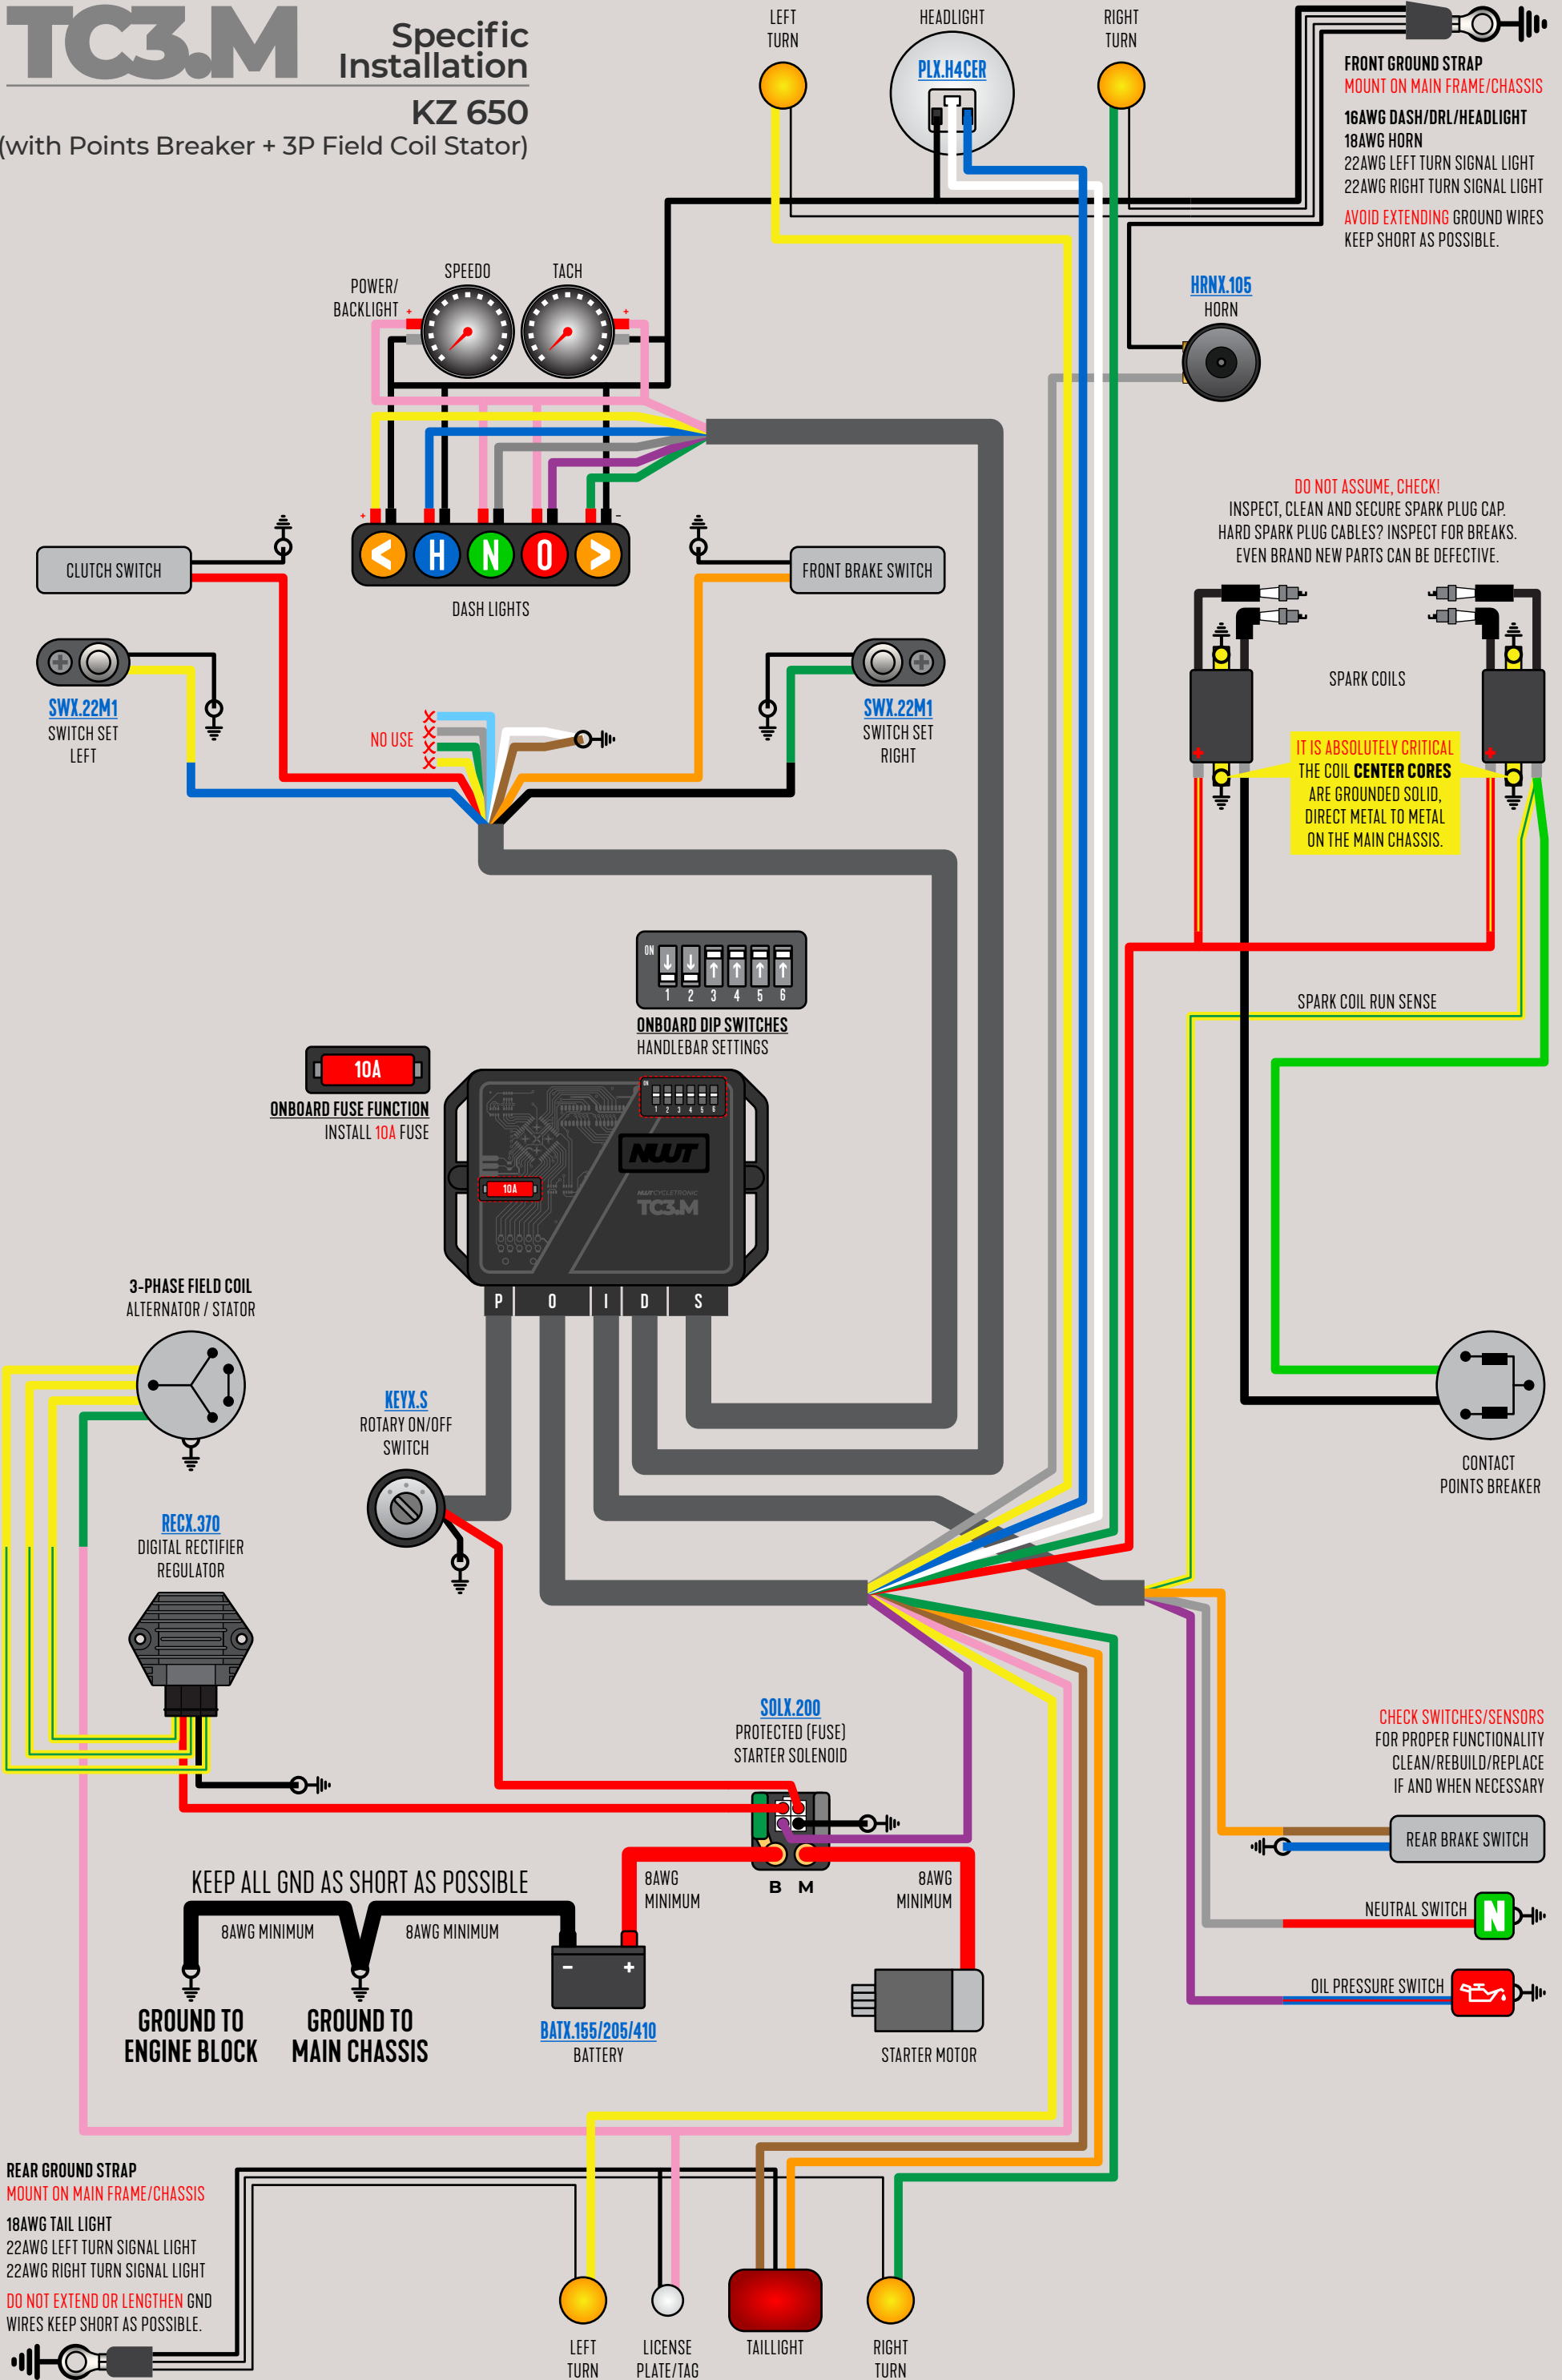 TC3.M
Specific
Installation
KZ 650
(with Points Breaker + 3P Field Coil Stator)
LEFT
TURN
HEADLIGHT
PLX.H4CER
RIGHT
TURN
FRONT GROUND STRAP
MOUNT ON MAIN FRAME/CHASSIS
16AWG DASH/DRL/HEADLIGHT
18AWG HORN
22AWG LEFT TURN SIGNAL LIGHT
22AWG RIGHT TURN SIGNAL LIGHT
AVOID EXTENDING GROUND WIRES
KEEP SHORT AS POSSIBLE.
POWER/
BACKLIGHT
SPEEDO
TACH
+
+
HRNX.105
HORN
+
-
< H N O >
DASH LIGHTS
CLUTCH SWITCH
FRONT BRAKE SWITCH
DO NOT ASSUME, CHECK!
INSPECT, CLEAN AND SECURE SPARK PLUG CAP.
HARD SPARK PLUG CABLES? INSPECT FOR BREAKS.
EVEN BRAND NEW PARTS CAN BE DEFECTIVE.
SWX.22M1
SWITCH SET
LEFT
NO USE
X
X
X
X
SWX.22M1
SWITCH SET
RIGHT
SPARK COILS
+
+
IT IS ABSOLUTELY CRITICAL
THE COIL CENTER CORES
ARE GROUNDED SOLID,
DIRECT METAL TO METAL
ON THE MAIN CHASSIS.
ON
1 2 3 4 5 6
ONBOARD DIP SWITCHES
HANDLEBAR SETTINGS
SPARK COIL RUN SENSE
10A
ONBOARD FUSE FUNCTION
INSTALL 10A FUSE
ON
1 2 3 4 5 6
NWT
10A
NWT CYCLETRONIC
TC3.M
P O I D S
3-PHASE FIELD COIL
ALTERNATOR / STATOR
KEYX.S
ROTARY ON/OFF
SWITCH
CONTACT
POINTS BREAKER
RECX.370
DIGITAL RECTIFIER
REGULATOR
SOLX.200
PROTECTED (FUSE)
STARTER SOLENOID
B M
CHECK SWITCHES/SENSORS
FOR PROPER FUNCTIONALITY
CLEAN/REBUILD/REPLACE
IF AND WHEN NECESSARY
REAR BRAKE SWITCH
NEUTRAL SWITCH
N
OIL PRESSURE SWITCH
KEEP ALL GND AS SHORT AS POSSIBLE
8AWG MINIMUM
8AWG MINIMUM
8AWG
MINIMUM
8AWG
MINIMUM
- +
GROUND TO
ENGINE BLOCK
GROUND TO
MAIN CHASSIS
BATX.155/205/410
BATTERY
STARTER MOTOR
REAR GROUND STRAP
MOUNT ON MAIN FRAME/CHASSIS
18AWG TAIL LIGHT
22AWG LEFT TURN SIGNAL LIGHT
22AWG RIGHT TURN SIGNAL LIGHT
DO NOT EXTEND OR LENGTHEN GND
WIRES KEEP SHORT AS POSSIBLE.
LEFT
TURN
LICENSE
PLATE/TAG
TAILLIGHT
RIGHT
TURN